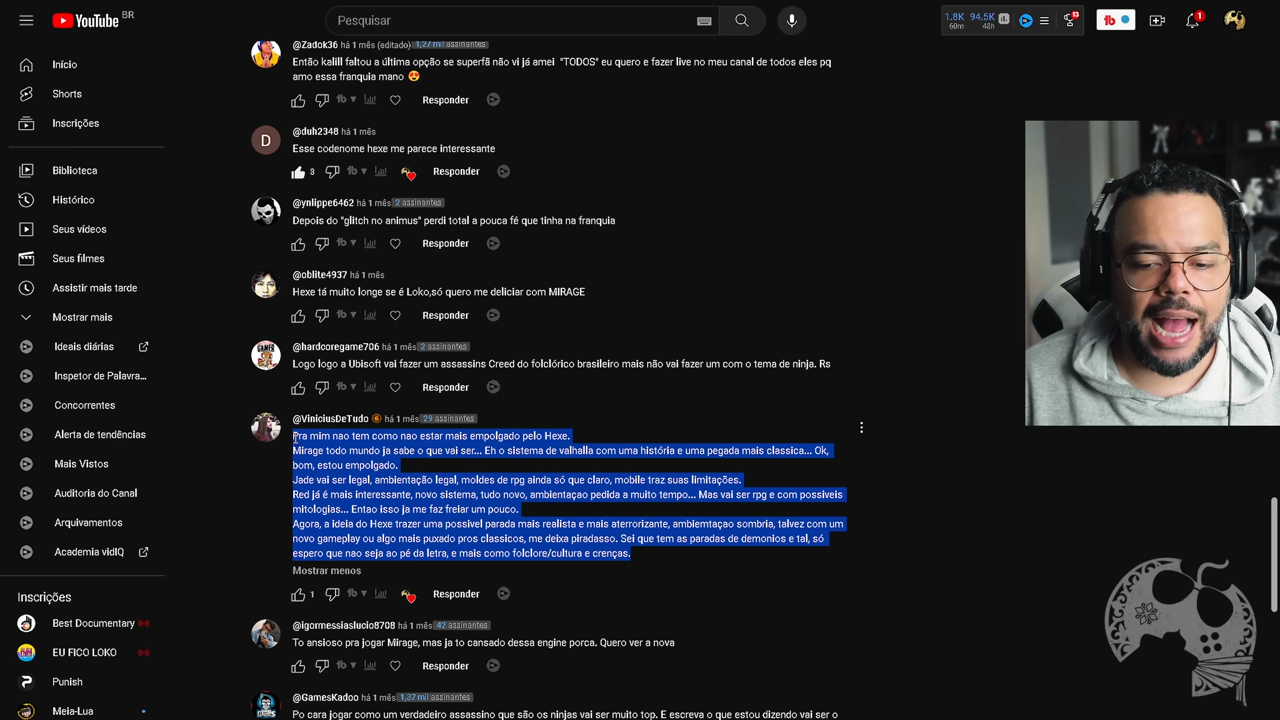 YouTube BR
Pesquisar
1.8K 94.5K
60m 48h
13
tb
1
Início
Shorts
Inscrições
Biblioteca
Histórico
Seus vídeos
Seus filmes
Assistir mais tarde
Mostrar mais
Ideais diárias
Inspetor de Palavra...
Concorrentes
Alerta de tendências
Mais Vistos
Auditoria do Canal
Arquivamentos
Academia vidIQ
Inscrições
Best Documentary
EU FICO LOKO
Punish
Meia-Lua
@Zadok36 há 1 mês (editado) 1,27 mil assinantes
Então kalill faltou a última opção se superfã não vi já amei "TODOS" eu quero e fazer live no meu canal de todos eles pq
amo essa franquia mano 😍
tb Responder
D
@duh2348 há 1 mês
Esse codenome hexe me parece interessante
3 tb Responder
@ynlippe6462 há 1 mês 2 assinantes
Depois do "glitch no animus" perdi total a pouca fé que tinha na franquia
tb Responder
@oblite4937 há 1 mês
Hexe tá muito longe se é Loko,só quero me deliciar com MIRAGE
tb Responder
GAMER
@hardcoregame706 há 1 mês 2 assinantes
Logo logo a Ubisoft vai fazer um assassins Creed do folclórico brasileiro mais não vai fazer um com o tema de ninja. Rs
tb Responder
@ViniciusDeTudo há 1 mês 29 assinantes
Pra mim nao tem como nao estar mais empolgado pelo Hexe.
Mirage todo mundo ja sabe o que vai ser... Eh o sistema de valhalla com uma história e uma pegada mais classica... Ok,
bom, estou empolgado.
Jade vai ser legal, ambientação legal, moldes de rpg ainda só que claro, mobile traz suas limitações.
Red já é mais interessante, novo sistema, tudo novo, ambientaçao pedida a muito tempo... Mas vai ser rpg e com possiveis
mitologias... Entao isso ja me faz freiar um pouco.
Agora, a ideia do Hexe trazer uma possivel parada mais realista e mais aterrorizante, ambiemtaçao sombria, talvez com um
novo gameplay ou algo mais puxado pros classicos, me deixa piradasso. Sei que tem as paradas de demonios e tal, só
espero que nao seja ao pé da letra, e mais como folclore/cultura e crenças.
Mostrar menos
1 tb Responder
@igormessiaslucio8708 há 1 mês 42 assinantes
To ansioso pra jogar Mirage, mas ja to cansado dessa engine porca. Quero ver a nova
tb Responder
@GamesKadoo há 1 mês 1,37 mil assinantes
Po cara jogar como um verdadeiro assassino que são os ninjas vai ser muito top. E escreva o que estou dizendo vai ser o